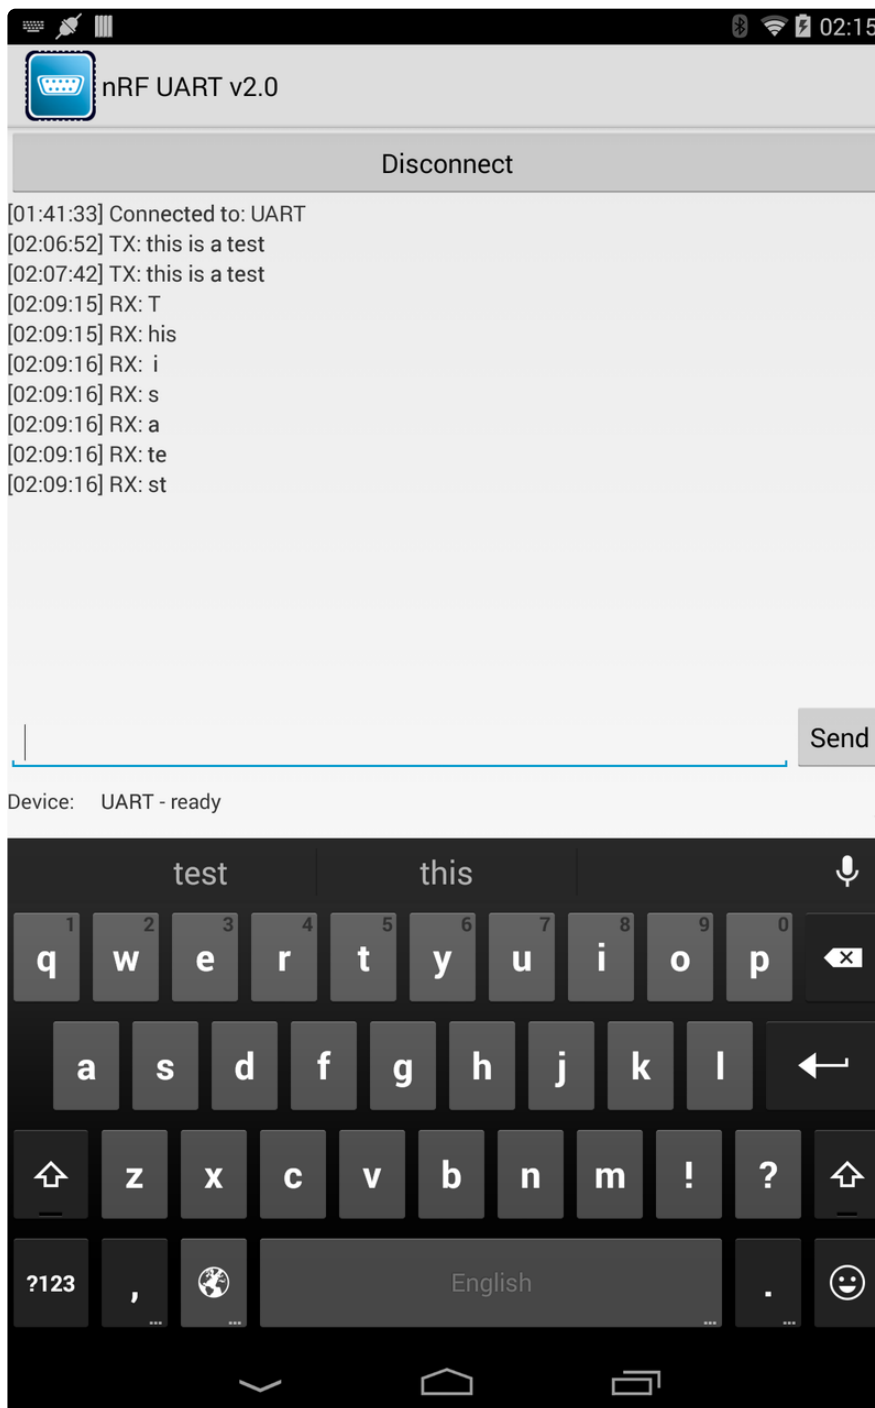 02:15
nRF UART v2.0
Disconnect
[01:41:33] Connected to: UART
[02:06:52] TX: this is a test
[02:07:42] TX: this is a test
[02:09:15] RX: T
[02:09:15] RX: his
[02:09:16] RX:  i
[02:09:16] RX: s
[02:09:16] RX: a
[02:09:16] RX: te
[02:09:16] RX: st
Send
Device: UART - ready
test this
1 2 3 4 5 6 7 8 9 0
q w e r t y u i o p
a s d f g h j k l
z x c v b n m ! ?
?123 , English .